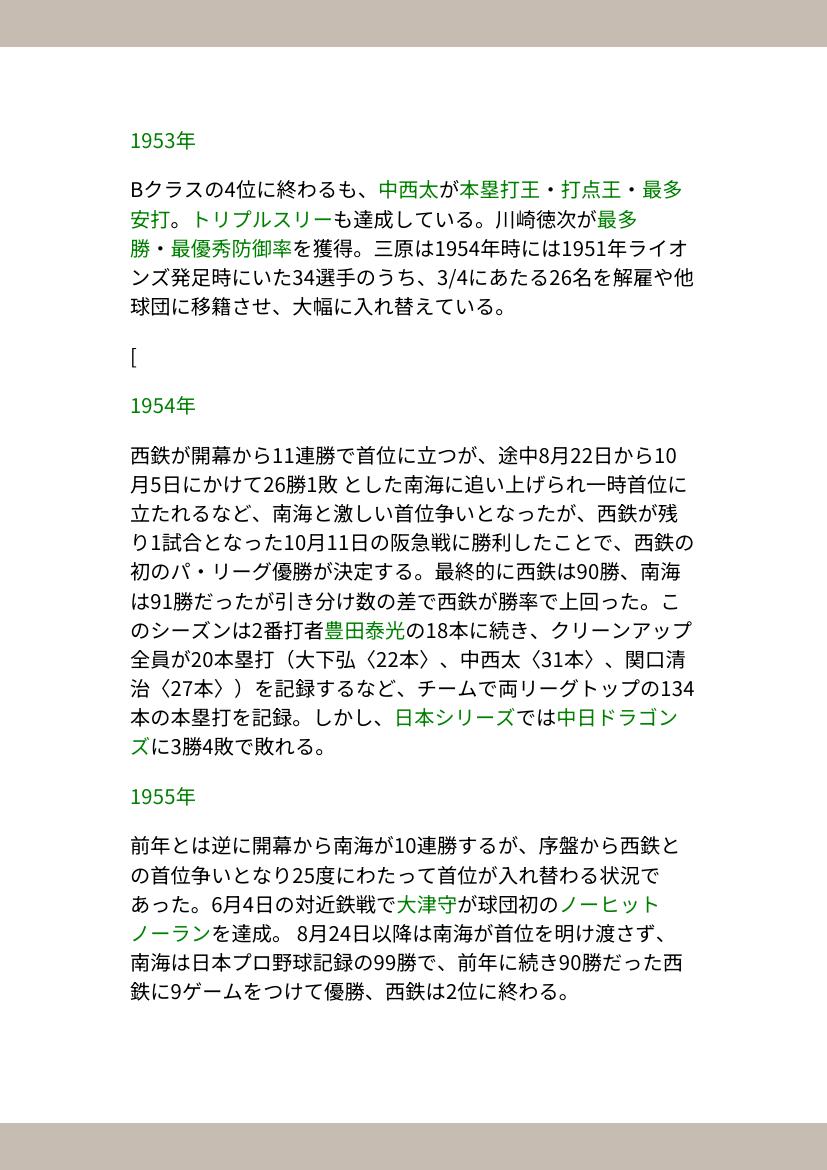 1953年
Bクラスの4位に終わるも、中西太が本塁打王・打点王・最多
安打。トリプルスリーも達成している。川崎徳次が最多
勝・最優秀防御率を獲得。三原は1954年時には1951年ライオ
ンズ発足時にいた34選手のうち、3/4にあたる26名を解雇や他
球団に移籍させ、大幅に入れ替えている。
[
1954年
西鉄が開幕から11連勝で首位に立つが、途中8月22日から10
月5日にかけて26勝1敗 とした南海に追い上げられ一時首位に
立たれるなど、南海と激しい首位争いとなったが、西鉄が残
り1試合となった10月11日の阪急戦に勝利したことで、西鉄の
初のパ・リーグ優勝が決定する。最終的に西鉄は90勝、南海
は91勝だったが引き分け数の差で西鉄が勝率で上回った。こ
のシーズンは2番打者豊田泰光の18本に続き、クリーンアップ
全員が20本塁打（大下弘〈22本〉、中西太〈31本〉、関口清
治〈27本〉）を記録するなど、チームで両リーグトップの134
本の本塁打を記録。しかし、日本シリーズでは中日ドラゴン
ズに3勝4敗で敗れる。
1955年
前年とは逆に開幕から南海が10連勝するが、序盤から西鉄と
の首位争いとなり25度にわたって首位が入れ替わる状況で
あった。6月4日の対近鉄戦で大津守が球団初のノーヒット
ノーランを達成。 8月24日以降は南海が首位を明け渡さず、
南海は日本プロ野球記録の99勝で、前年に続き90勝だった西
鉄に9ゲームをつけて優勝、西鉄は2位に終わる。